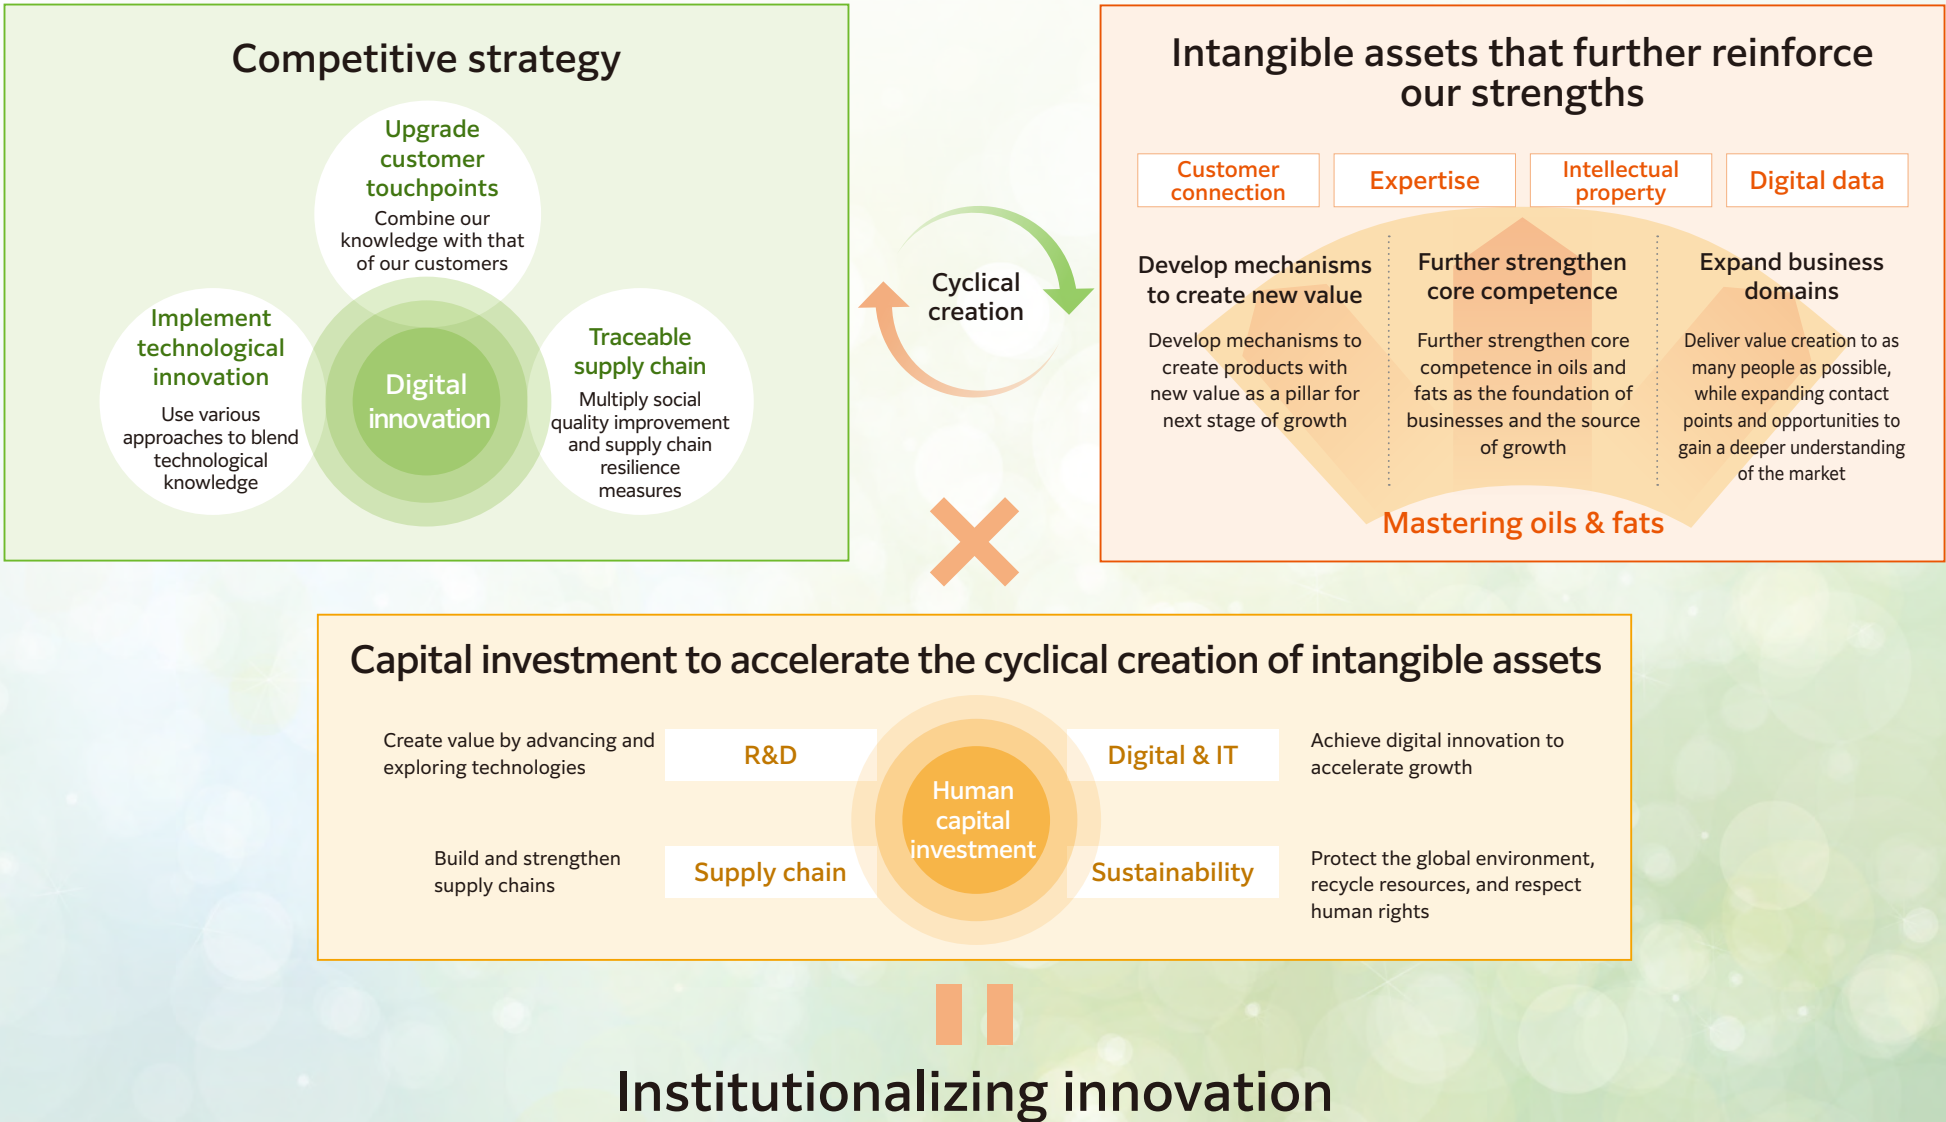 Competitive strategy
Upgrade
customer
touchpoints
Combine our
knowledge with that
of our customers
Implement
technological
innovation
Use various
approaches to blend
technological
knowledge
Digital
innovation
Traceable
supply chain
Multiply social
quality improvement
and supply chain
resilience
measures
Cyclical
creation
Intangible assets that further reinforce
our strengths
Customer
connection
Expertise
Intellectual
property
Digital data
Develop mechanisms
to create new value
Develop mechanisms to
create products with
new value as a pillar for
next stage of growth
Further strengthen
core competence
Further strengthen core
competence in oils and
fats as the foundation of
businesses and the source
of growth
Expand business
domains
Deliver value creation to as
many people as possible,
while expanding contact
points and opportunities to
gain a deeper understanding
of the market
Mastering oils & fats
Capital investment to accelerate the cyclical creation of intangible assets
Create value by advancing and
exploring technologies
R&D
Build and strengthen
supply chains
Supply chain
Human
capital
investment
Digital & IT
Achieve digital innovation to
accelerate growth
Sustainability
Protect the global environment,
recycle resources, and respect
human rights
Institutionalizing innovation